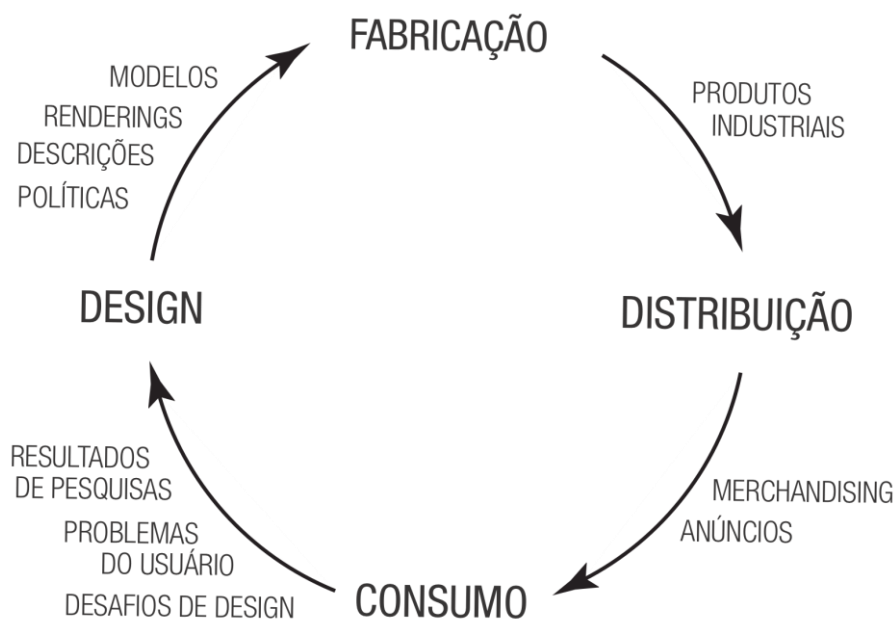 FABRICAÇÃO
MODELOS
RENDERINGS
DESCRIÇÕES
POLÍTICAS
PRODUTOS
INDUSTRIAIS
DESIGN
DISTRIBUIÇÃO
RESULTADOS
DE PESQUISAS
PROBLEMAS
DO USUÁRIO
DESAFIOS DE DESIGN
MERCHANDISING
ANÚNCIOS
CONSUMO